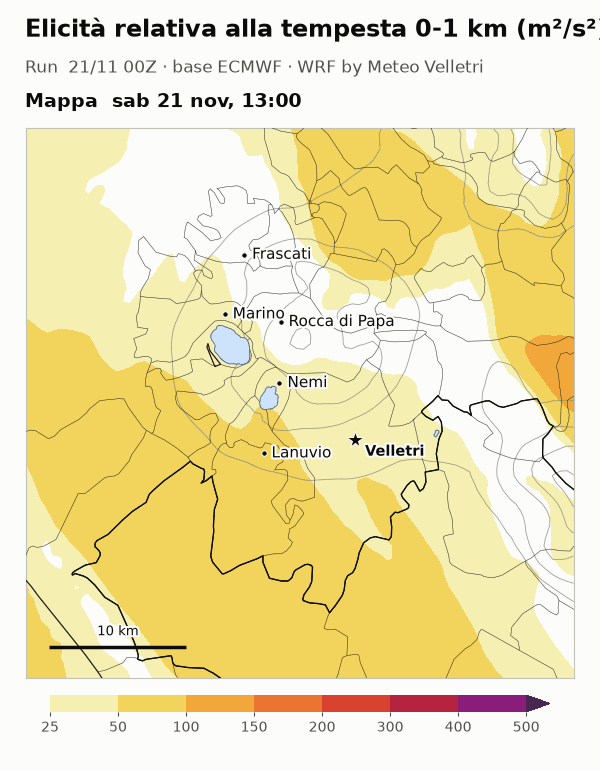 Elicità relativa alla tempesta 0-1 km (m²/s²)
Run  21/11 00Z · base ECMWF · WRF by Meteo Velletri
Mappa  sab 21 nov, 13:00
Frascati
Marino
Rocca di Papa
Nemi
Velletri
Lanuvio
10 km
25 50 100 150 200 300 400 500